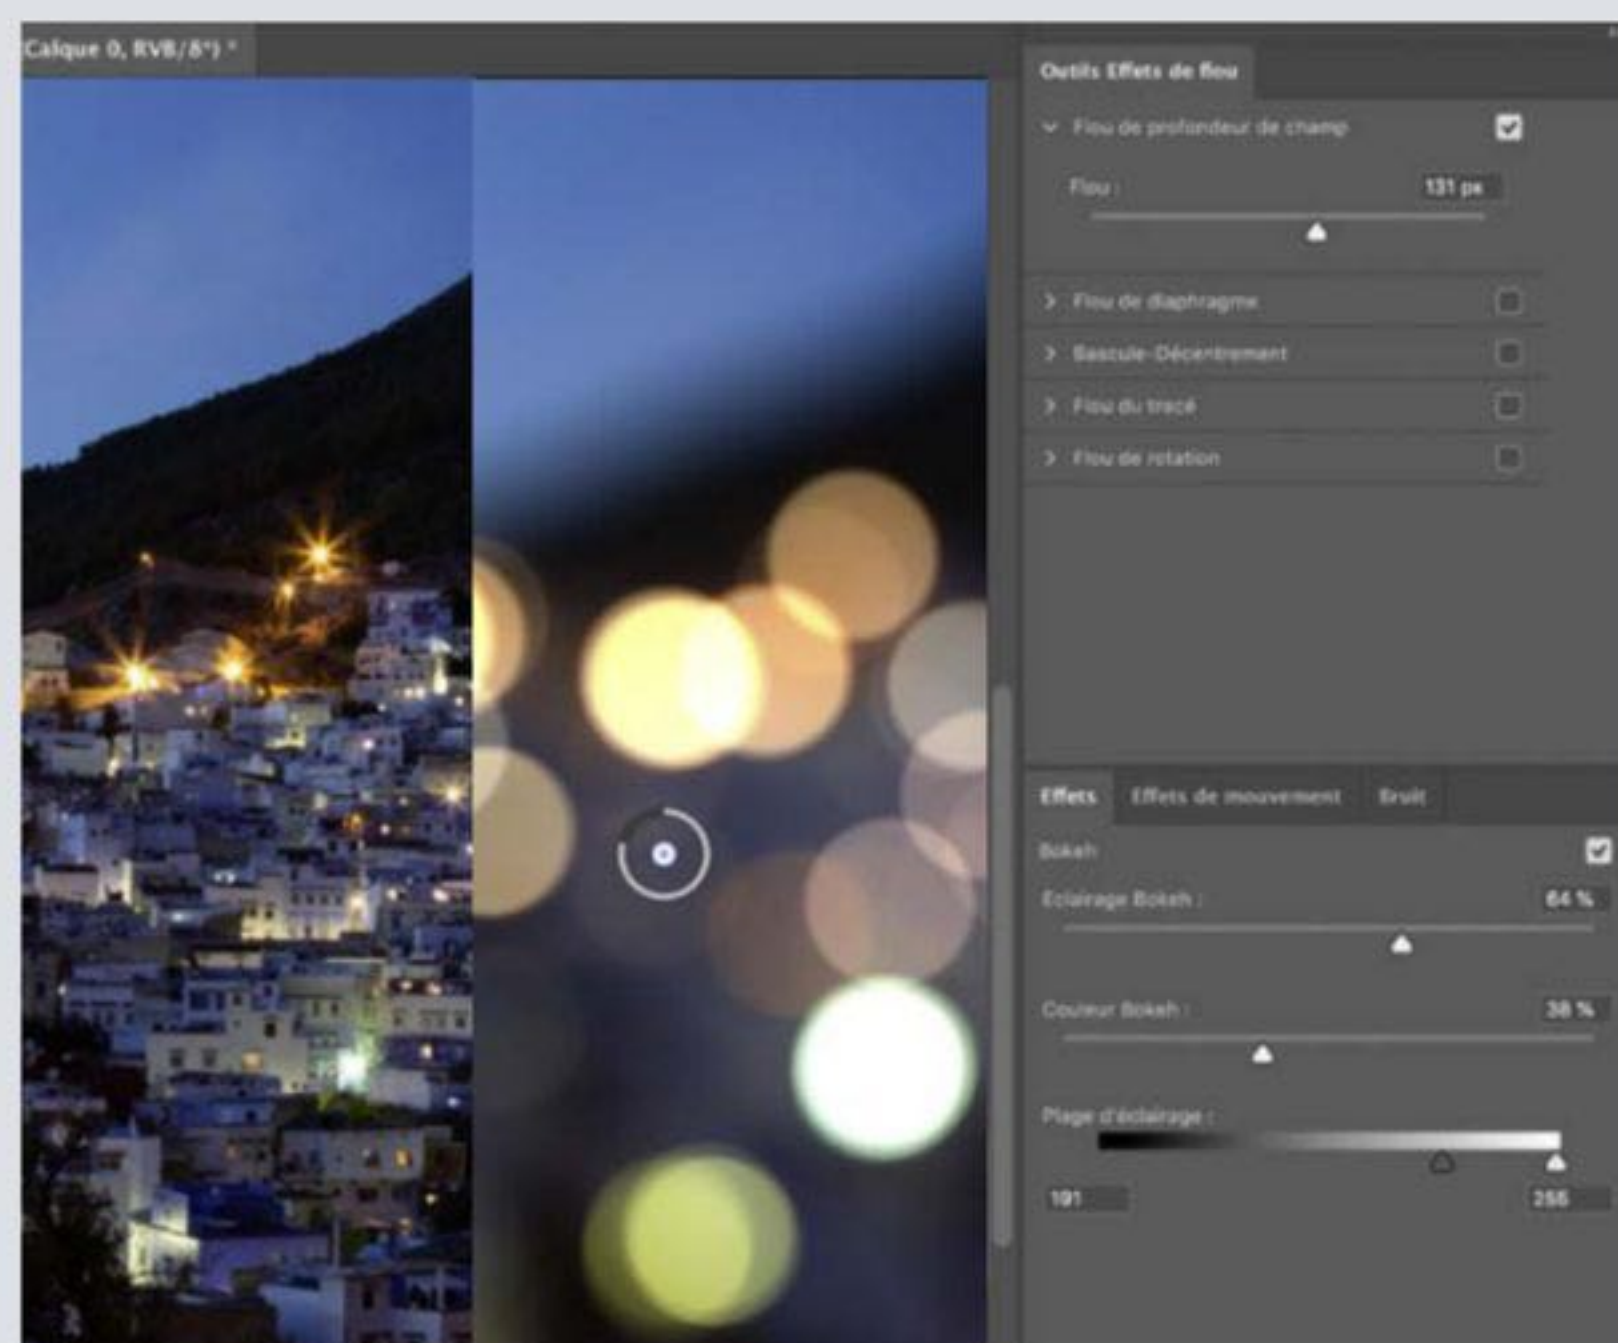 Calque 0, RVB/8*) *
Outils Effets de flou
Flou de profondeur de champ
Flou :
131 px
Flou de diaphragme
Bascule-Décentrement
Flou du tracé
Flou de rotation
Effets Effets de mouvement Bruit
Bokeh
Eclairage Bokeh :
64 %
Couleur Bokeh :
38 %
Plage d'éclairage :
191 255